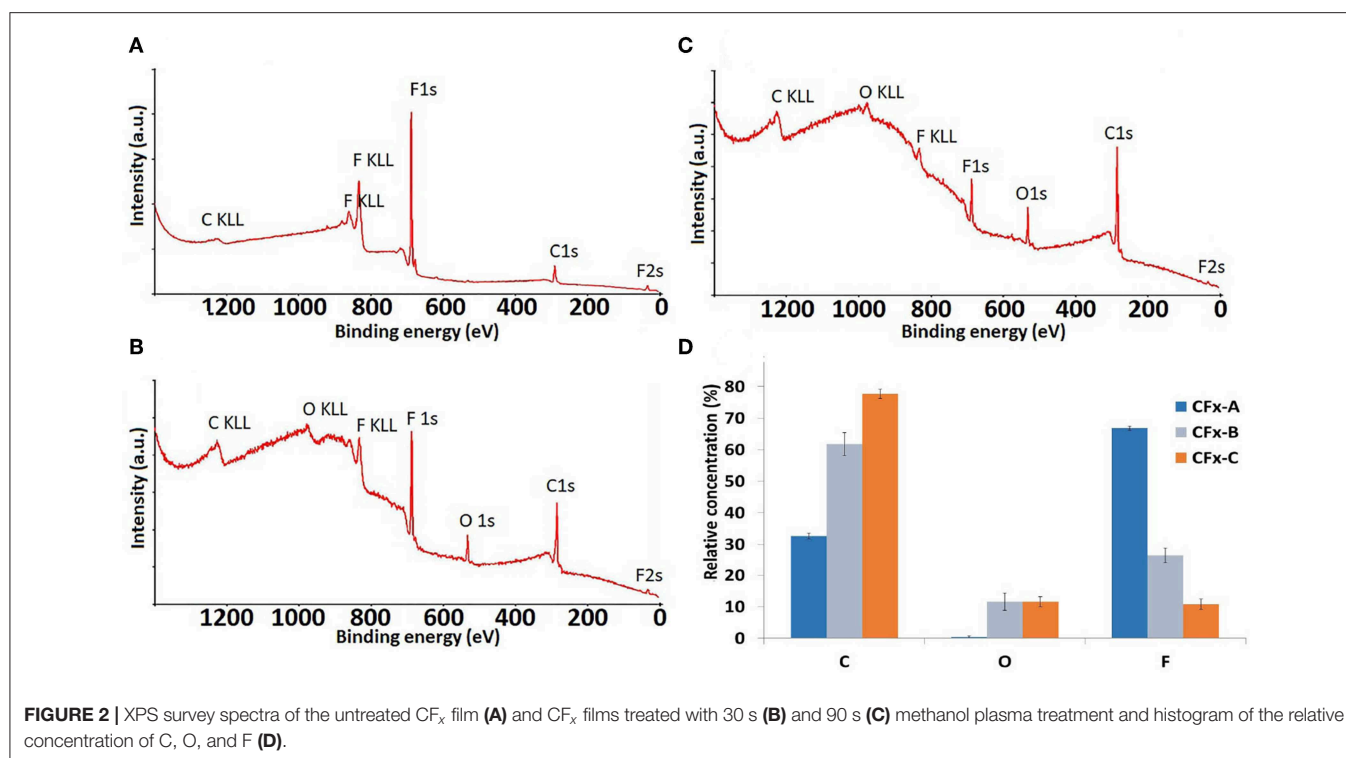 A
Intensity (a.u.)
C KLL
F KLL
F KLL
F1s
C1s
F2s
1200 1000 800 600 400 200 0
Binding energy (eV)
B
Intensity (a.u.)
C KLL
O KLL
F KLL
F 1s
O 1s
C1s
F2s
1200 1000 800 600 400 200 0
Binding energy (eV)
C
Intensity (a.u.)
C KLL
O KLL
F KLL
F1s
O1s
C1s
F2s
1200 1000 800 600 400 200 0
Binding energy (eV)
D
Relative concentration (%)
80
70
60
50
40
30
20
10
0
C O F
CFx-A
CFx-B
CFx-C
FIGURE 2 | XPS survey spectra of the untreated CFx film (A) and CFx films treated with 30 s (B) and 90 s (C) methanol plasma treatment and histogram of the relative
concentration of C, O, and F (D).